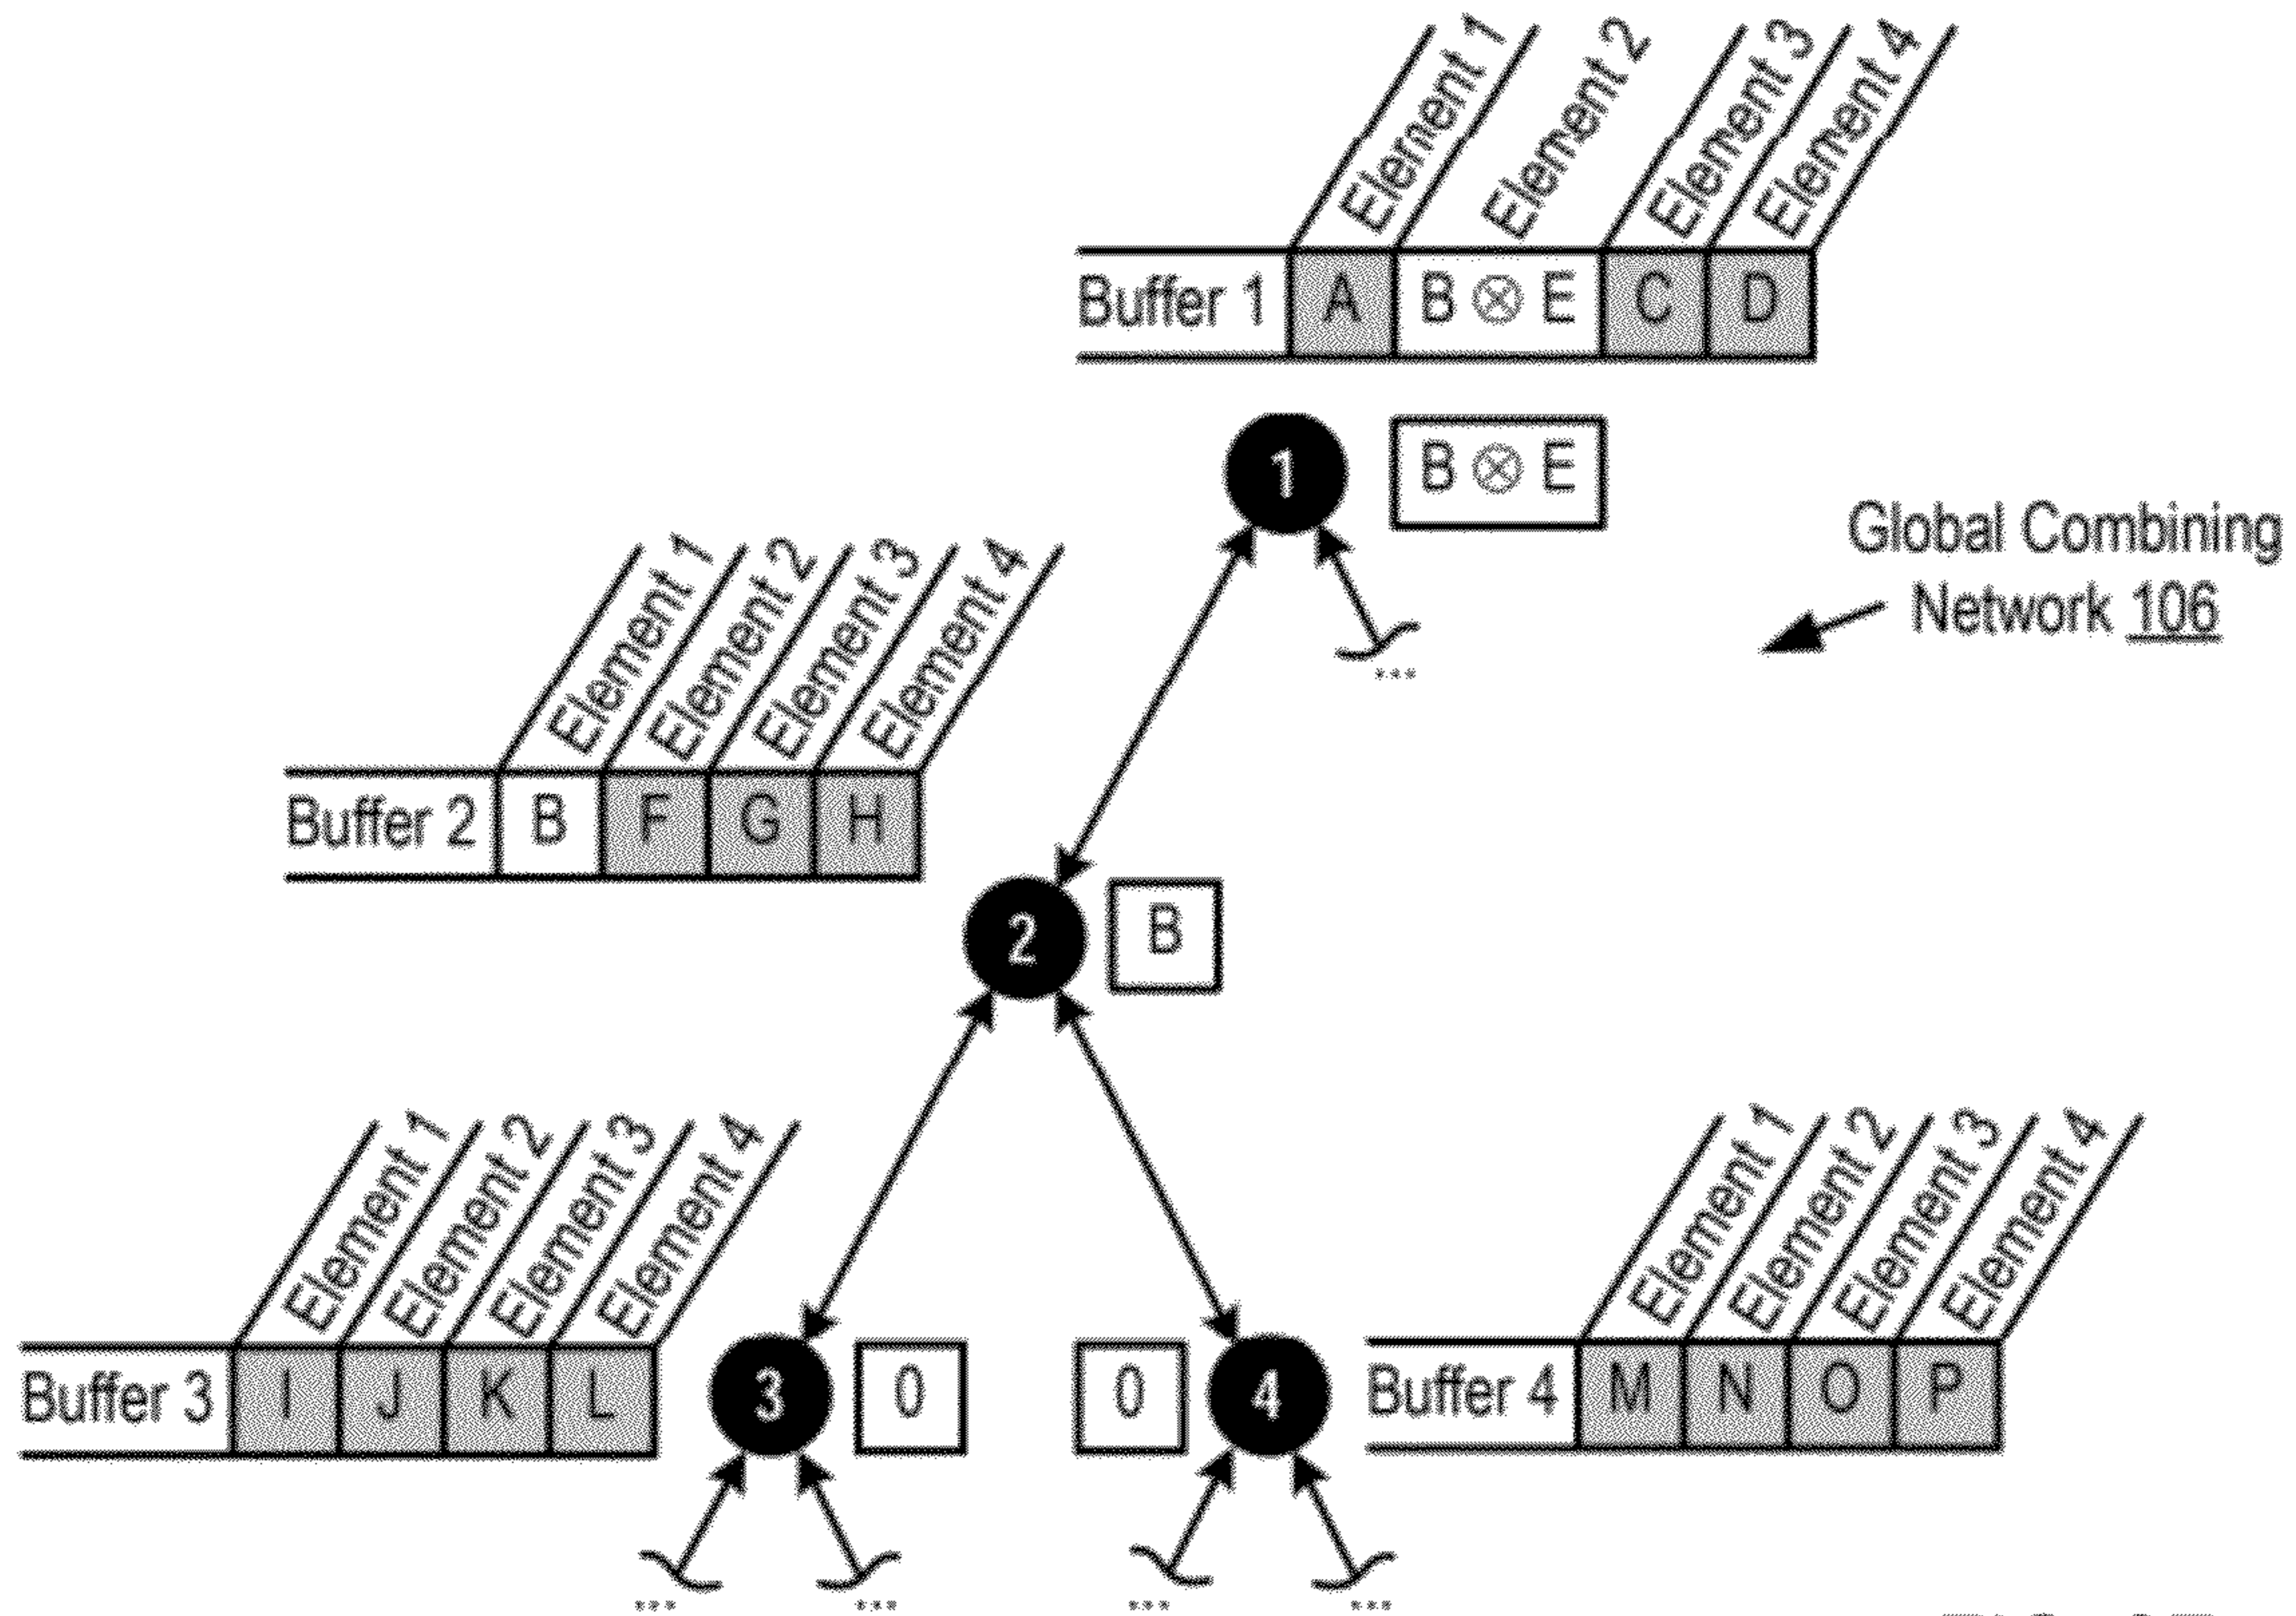 Element 1 Element 2 Element 3 Element 4
Buffer 1 A B ⊗ E C D
1 B ⊗ E
Global Combining
Network 106
...
Element 1 Element 2 Element 3 Element 4
Buffer 2 B F G H
2 B
Element 1 Element 2 Element 3 Element 4
Buffer 3 I J K L
3 0
0 4
Element 1 Element 2 Element 3 Element 4
Buffer 4 M N O P
... ... ... ...